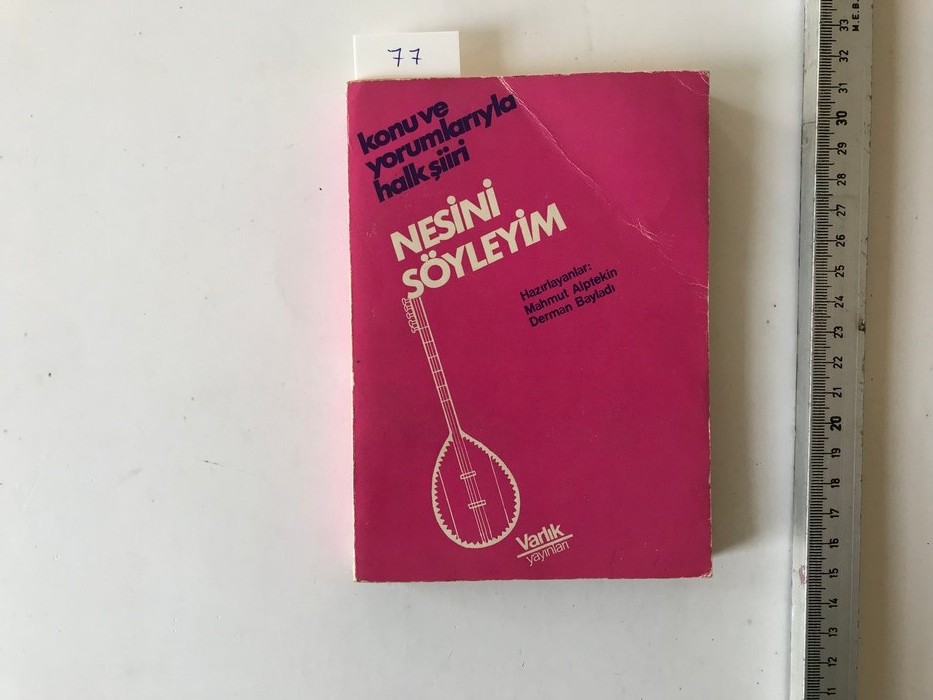 77
konu ve
yorumlarıyla
halk şiiri
NESİNİ
SÖYLEYİM
Hazırlayanlar:
Mahmut Alptekin
Derman Bayladı
Varlık
yayınları
M.E.B.
33
32
31
30
29
28
27
26
25
24
23
22
21
20
19
18
17
16
15
14
13
12
11